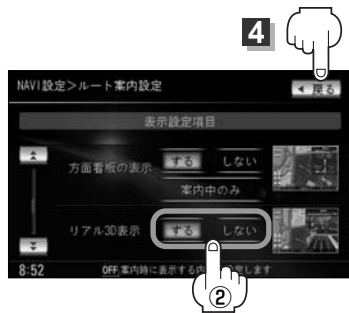 4
NAVI設定>ルート案内設定
戻る
表示設定項目
方面看板の表示 する しない
案内中のみ
リアル3D表示 する しない
②
8:52 OFF 案内時に表示する内 します